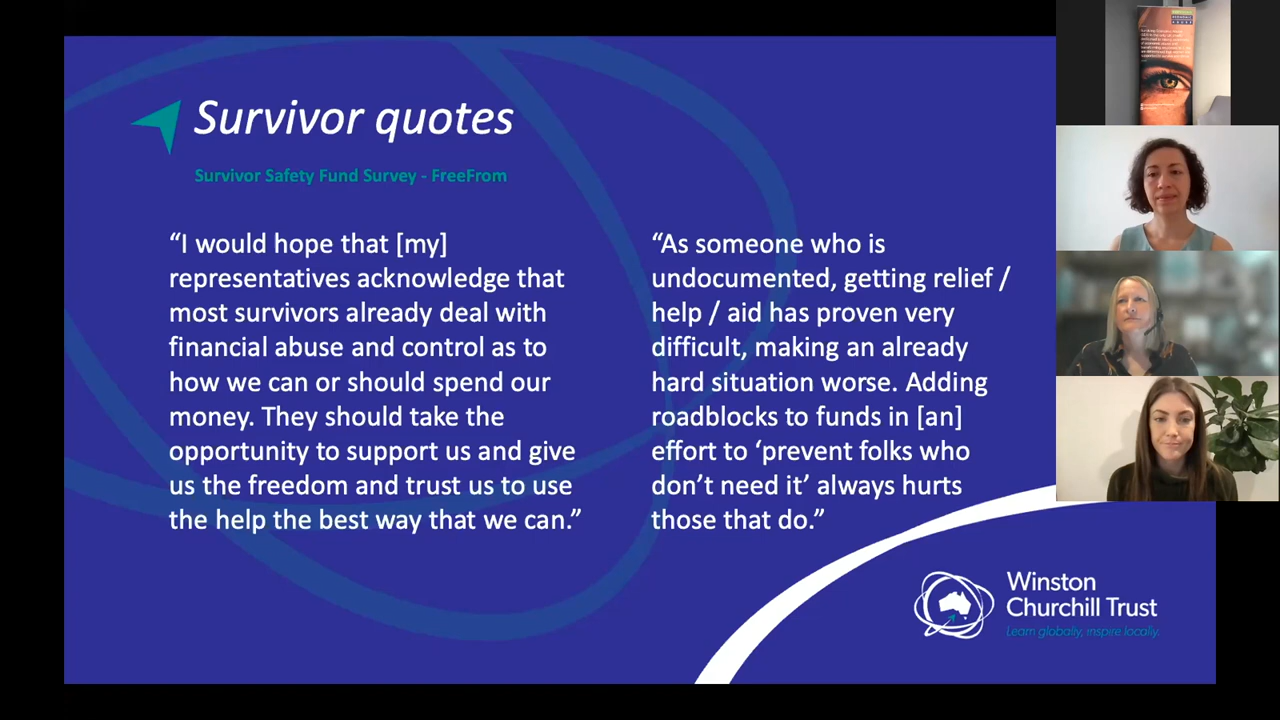 Survivor quotes
Survivor Safety Fund Survey - FreeFrom
“I would hope that [my]
representatives acknowledge that
most survivors already deal with
financial abuse and control as to
how we can or should spend our
money. They should take the
opportunity to support us and give
us the freedom and trust us to use
the help the best way that we can.”
“As someone who is
undocumented, getting relief /
help / aid has proven very
difficult, making an already
hard situation worse. Adding
roadblocks to funds in [an]
effort to ‘prevent folks who
don’t need it’ always hurts
those that do.”
Winston
Churchill Trust
Learn globally, inspire locally.